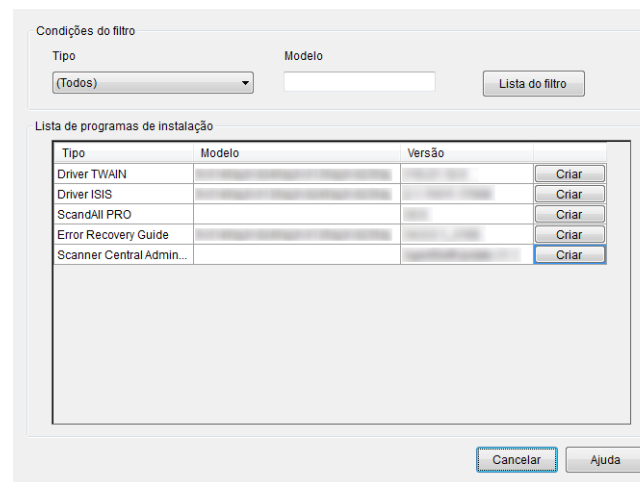 Condições do filtro
Tipo Modelo
(Todos) Lista do filtro
Lista de programas de instalação
Tipo Modelo Versão
Driver TWAIN Criar
Driver ISIS Criar
ScandAll PRO Criar
Error Recovery Guide Criar
Scanner Central Admin... Criar
Cancelar Ajuda